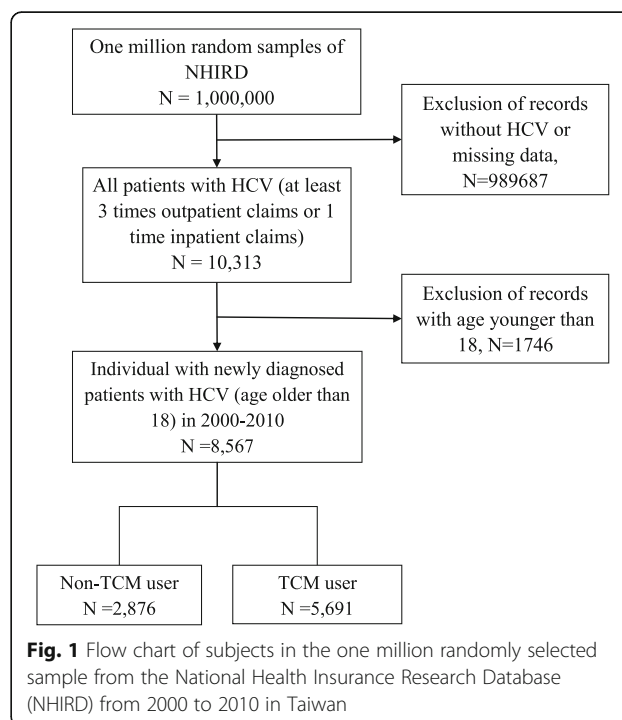 One million random samples of
NHIRD
N = 1,000,000
Exclusion of records
without HCV or
missing data,
N=989687
All patients with HCV (at least
3 times outpatient claims or 1
time inpatient claims)
N = 10,313
Exclusion of records
with age younger than
18, N=1746
Individual with newly diagnosed
patients with HCV (age older than
18) in 2000-2010
N =8,567
Non-TCM user
N =2,876
TCM user
N =5,691
Fig. 1 Flow chart of subjects in the one million randomly selected
sample from the National Health Insurance Research Database
(NHIRD) from 2000 to 2010 in Taiwan